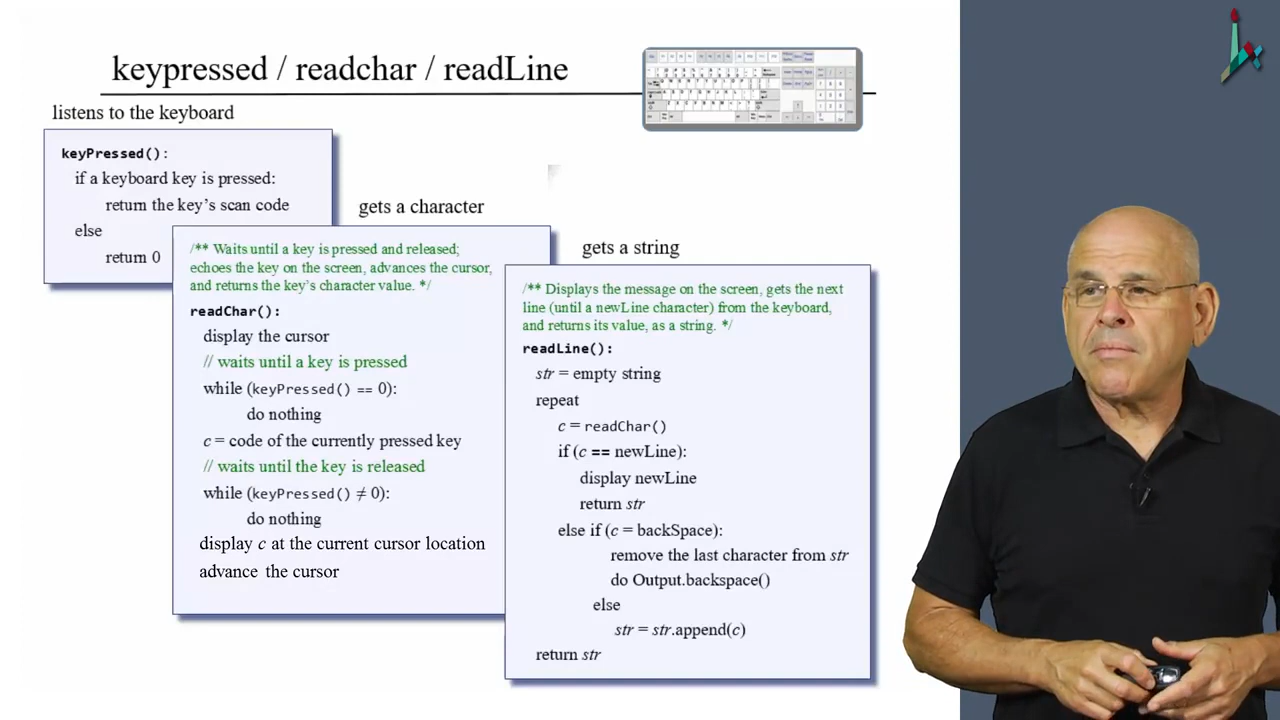 keypressed / readchar / readLine
listens to the keyboard
keyPressed():
if a keyboard key is pressed:
return the key's scan code
else
return 0
gets a character
/** Waits until a key is pressed and released;
echoes the key on the screen, advances the cursor,
and returns the key's character value. */
readChar():
display the cursor
// waits until a key is pressed
while (keyPressed() == 0):
do nothing
c = code of the currently pressed key
// waits until the key is released
while (keyPressed() ≠ 0):
do nothing
display c at the current cursor location
advance the cursor
gets a string
/** Displays the message on the screen, gets the next
line (until a newLine character) from the keyboard,
and returns its value, as a string. */
readLine():
str = empty string
repeat
c = readChar()
if (c == newLine):
display newLine
return str
else if (c = backSpace):
remove the last character from str
do Output.backspace()
else
str = str.append(c)
return str